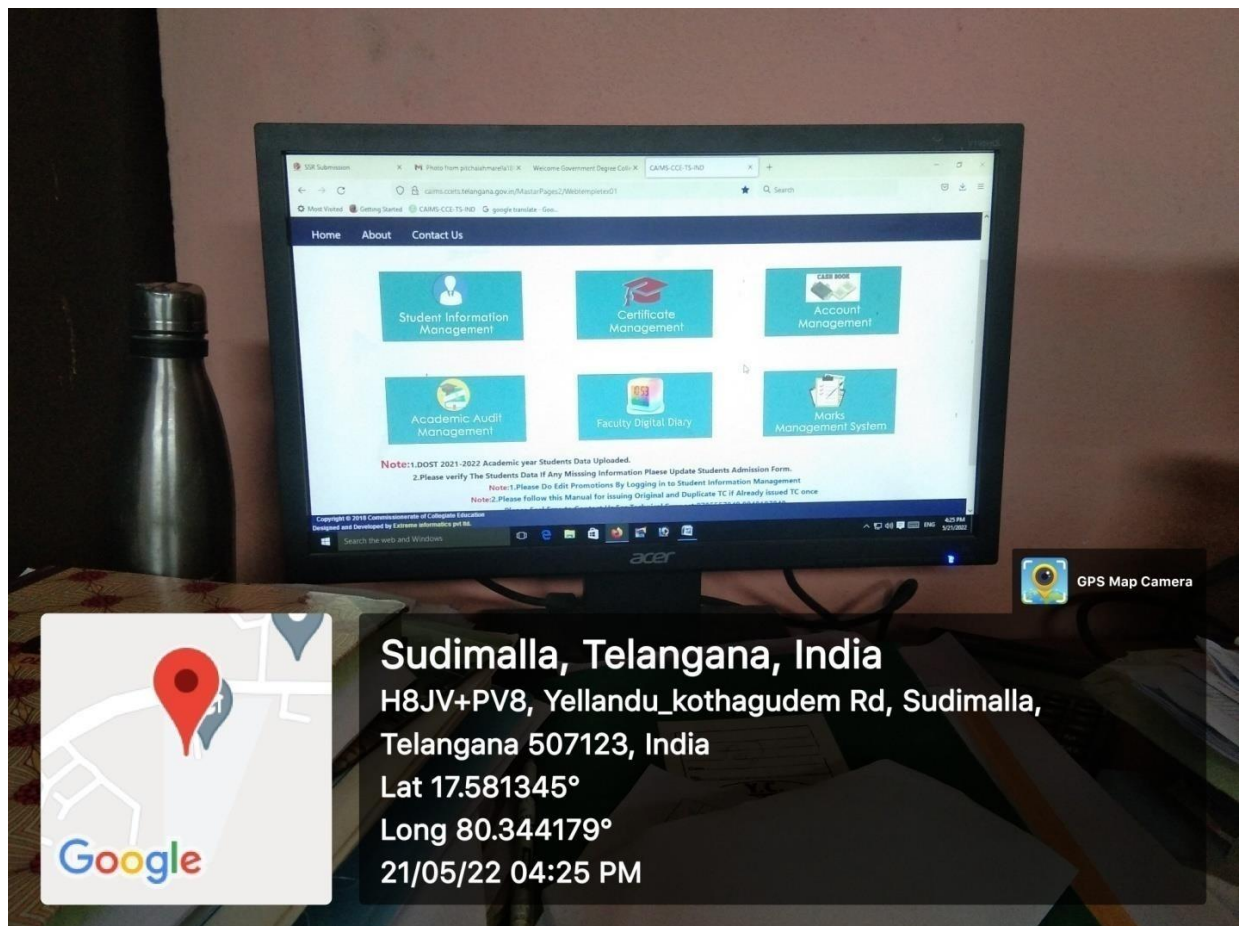 SSR Submission
Photo from pichaiahmarella18
Welcome Government Degree Colle
CAIMS-CCE-TS-IND
caims.ccets.telangana.gov.in/MasterPages2/Webtempletex01
Search
Most Visited
Getting Started
CAIMS-CCE-TS-IND
google translate - Goo..
Home About Contact Us
Student Information
Management
Certificate
Management
CASH BOOK
Account
Management
Academic Audit
Management
Faculty Digital Diary
Marks
Management System
Note:1.DOST 2021-2022 Academic year Students Data Uploaded.
2.Please verify The Students Data If Any Misssing Information Plaese Update Students Admission Form.
Note:1.Please Do Edit Promotions By Logging in to Student Information Management
Note:2.Please follow this Manual for issuing Original and Duplicate TC if Already issued TC once
Copyright © 2018 Commissionerate of Collegiate Education
Designed and Developed by Extreme informatics pvt ltd.
Search the web and Windows
ENG
4:25 PM
5/21/2022
acer
GPS Map Camera
Sudimalla, Telangana, India
H8JV+PV8, Yellandu_kothagudem Rd, Sudimalla,
Telangana 507123, India
Lat 17.581345°
Long 80.344179°
21/05/22 04:25 PM
Google